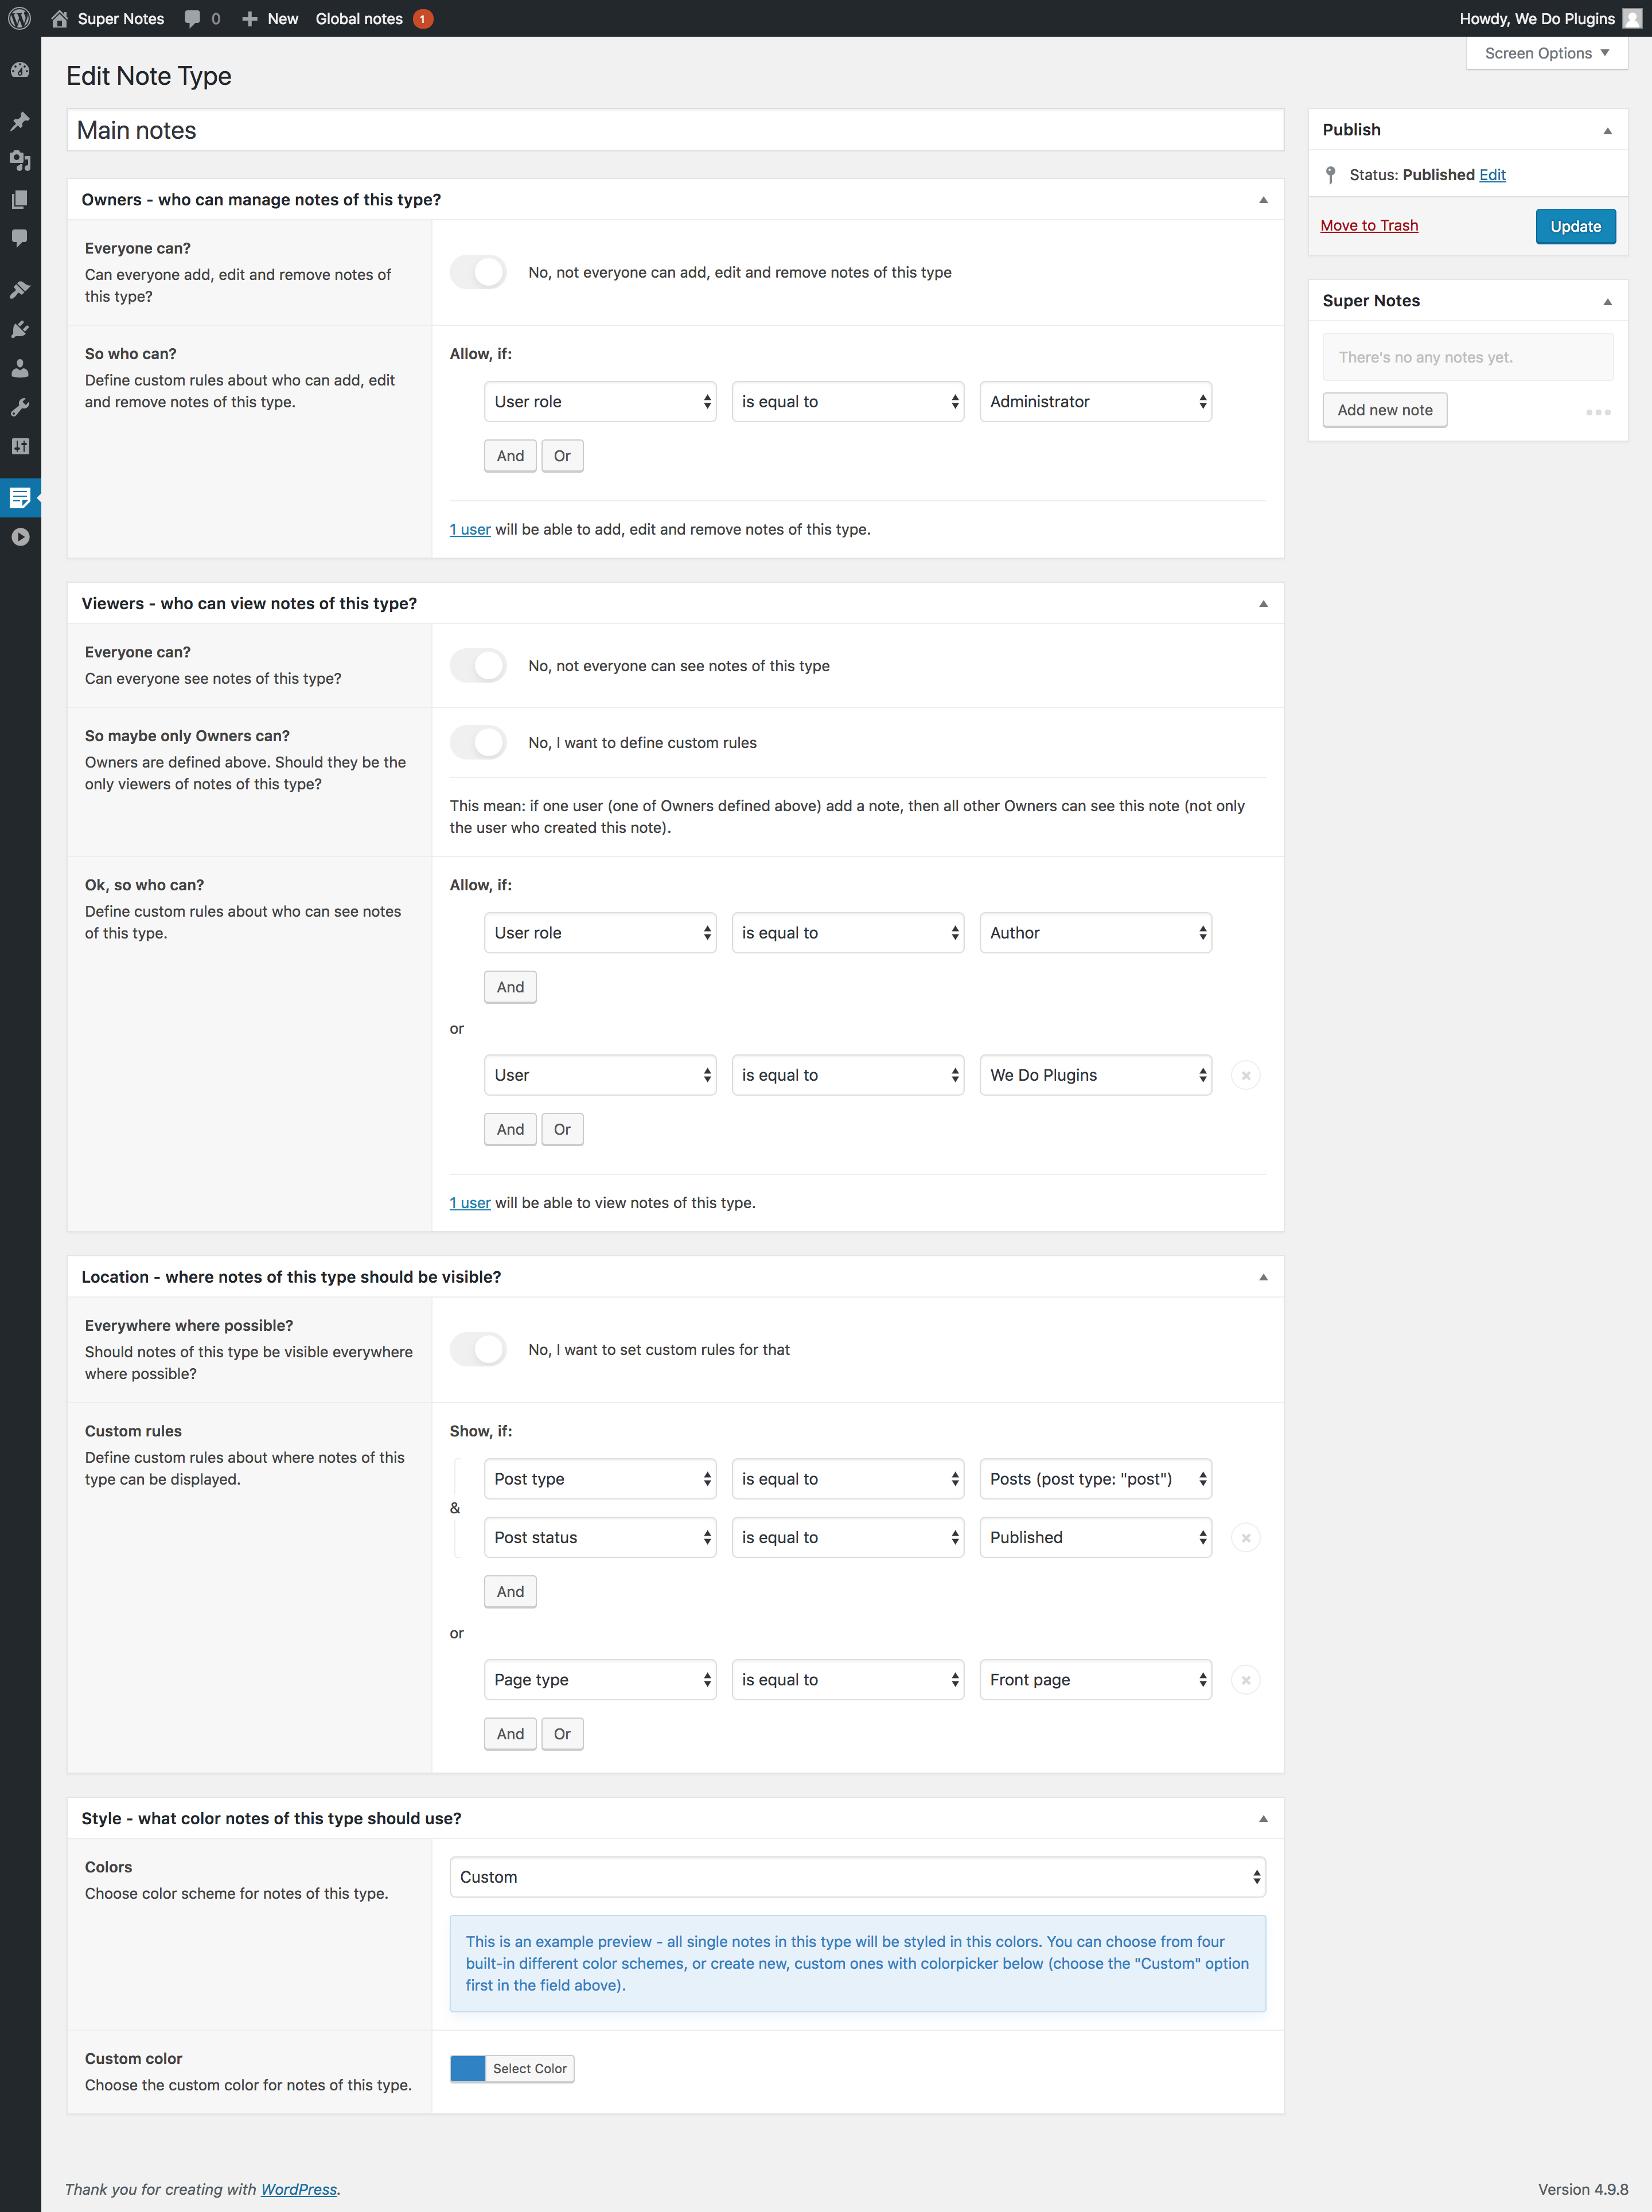 Super Notes 0 New Global notes 1 Howdy, We Do Plugins
Screen Options
Edit Note Type
Main notes
Owners - who can manage notes of this type?
Everyone can?
Can everyone add, edit and remove notes of
this type?
No, not everyone can add, edit and remove notes of this type
So who can?
Define custom rules about who can add, edit
and remove notes of this type.
Allow, if:
User role is equal to Administrator
And Or
1 user will be able to add, edit and remove notes of this type.
Viewers - who can view notes of this type?
Everyone can?
Can everyone see notes of this type?
No, not everyone can see notes of this type
So maybe only Owners can?
Owners are defined above. Should they be the
only viewers of notes of this type?
No, I want to define custom rules
This mean: if one user (one of Owners defined above) add a note, then all other Owners can see this note (not only
the user who created this note).
Ok, so who can?
Define custom rules about who can see notes
of this type.
Allow, if:
User role is equal to Author
And
or
User is equal to We Do Plugins
And Or
1 user will be able to view notes of this type.
Location - where notes of this type should be visible?
Everywhere where possible?
Should notes of this type be visible everywhere
where possible?
No, I want to set custom rules for that
Custom rules
Define custom rules about where notes of this
type can be displayed.
Show, if:
Post type is equal to Posts (post type: "post")
&
Post status is equal to Published
And
or
Page type is equal to Front page
And Or
Style - what color notes of this type should use?
Colors
Choose color scheme for notes of this type.
Custom
This is an example preview - all single notes in this type will be styled in this colors. You can choose from four
built-in different color schemes, or create new, custom ones with colorpicker below (choose the "Custom" option
first in the field above).
Custom color
Choose the custom color for notes of this type.
Select Color
Publish
Status: Published Edit
Move to Trash Update
Super Notes
There's no any notes yet.
Add new note
Thank you for creating with WordPress. Version 4.9.8